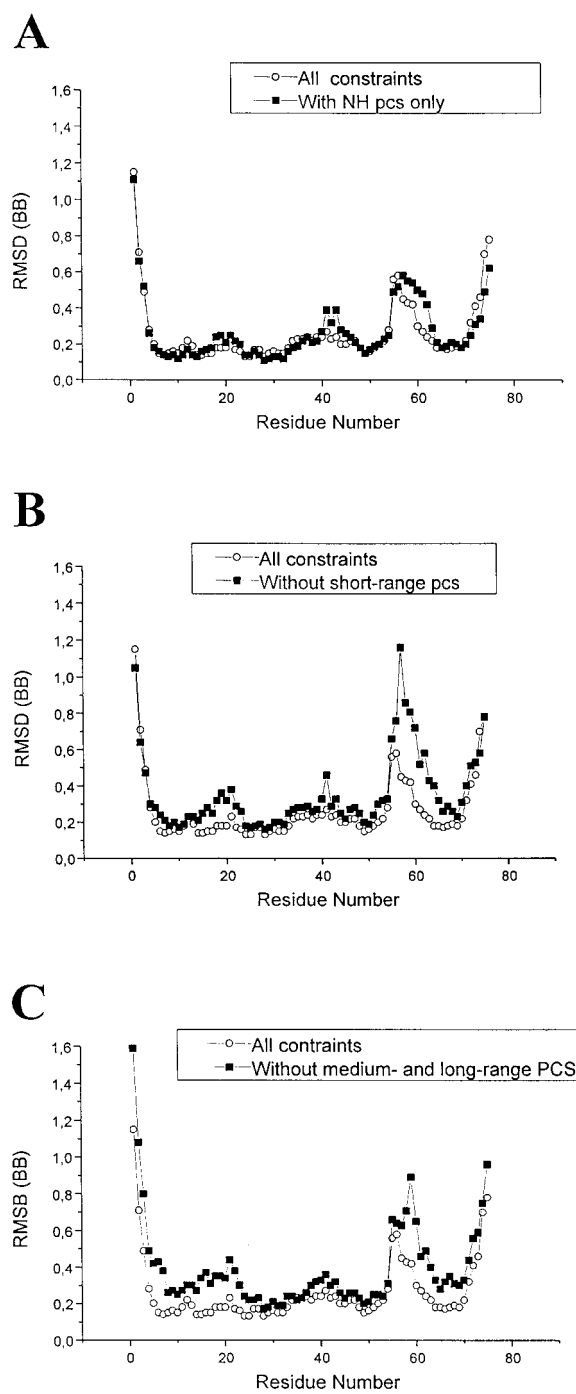 A
All constraints
With NH pcs only
1,6
1,4
1,2
1,0
0,8
0,6
0,4
0,2
0,0
RMSD (BB)
0 20 40 60 80
Residue Number
B
All constraints
Without short-range pcs
1,6
1,4
1,2
1,0
0,8
0,6
0,4
0,2
0,0
RMSD (BB)
0 20 40 60 80
Residue Number
C
All contraints
Without medium- and long-range PCS
1,6
1,4
1,2
1,0
0,8
0,6
0,4
0,2
0,0
RMSB (BB)
0 20 40 60 80
Residue Number